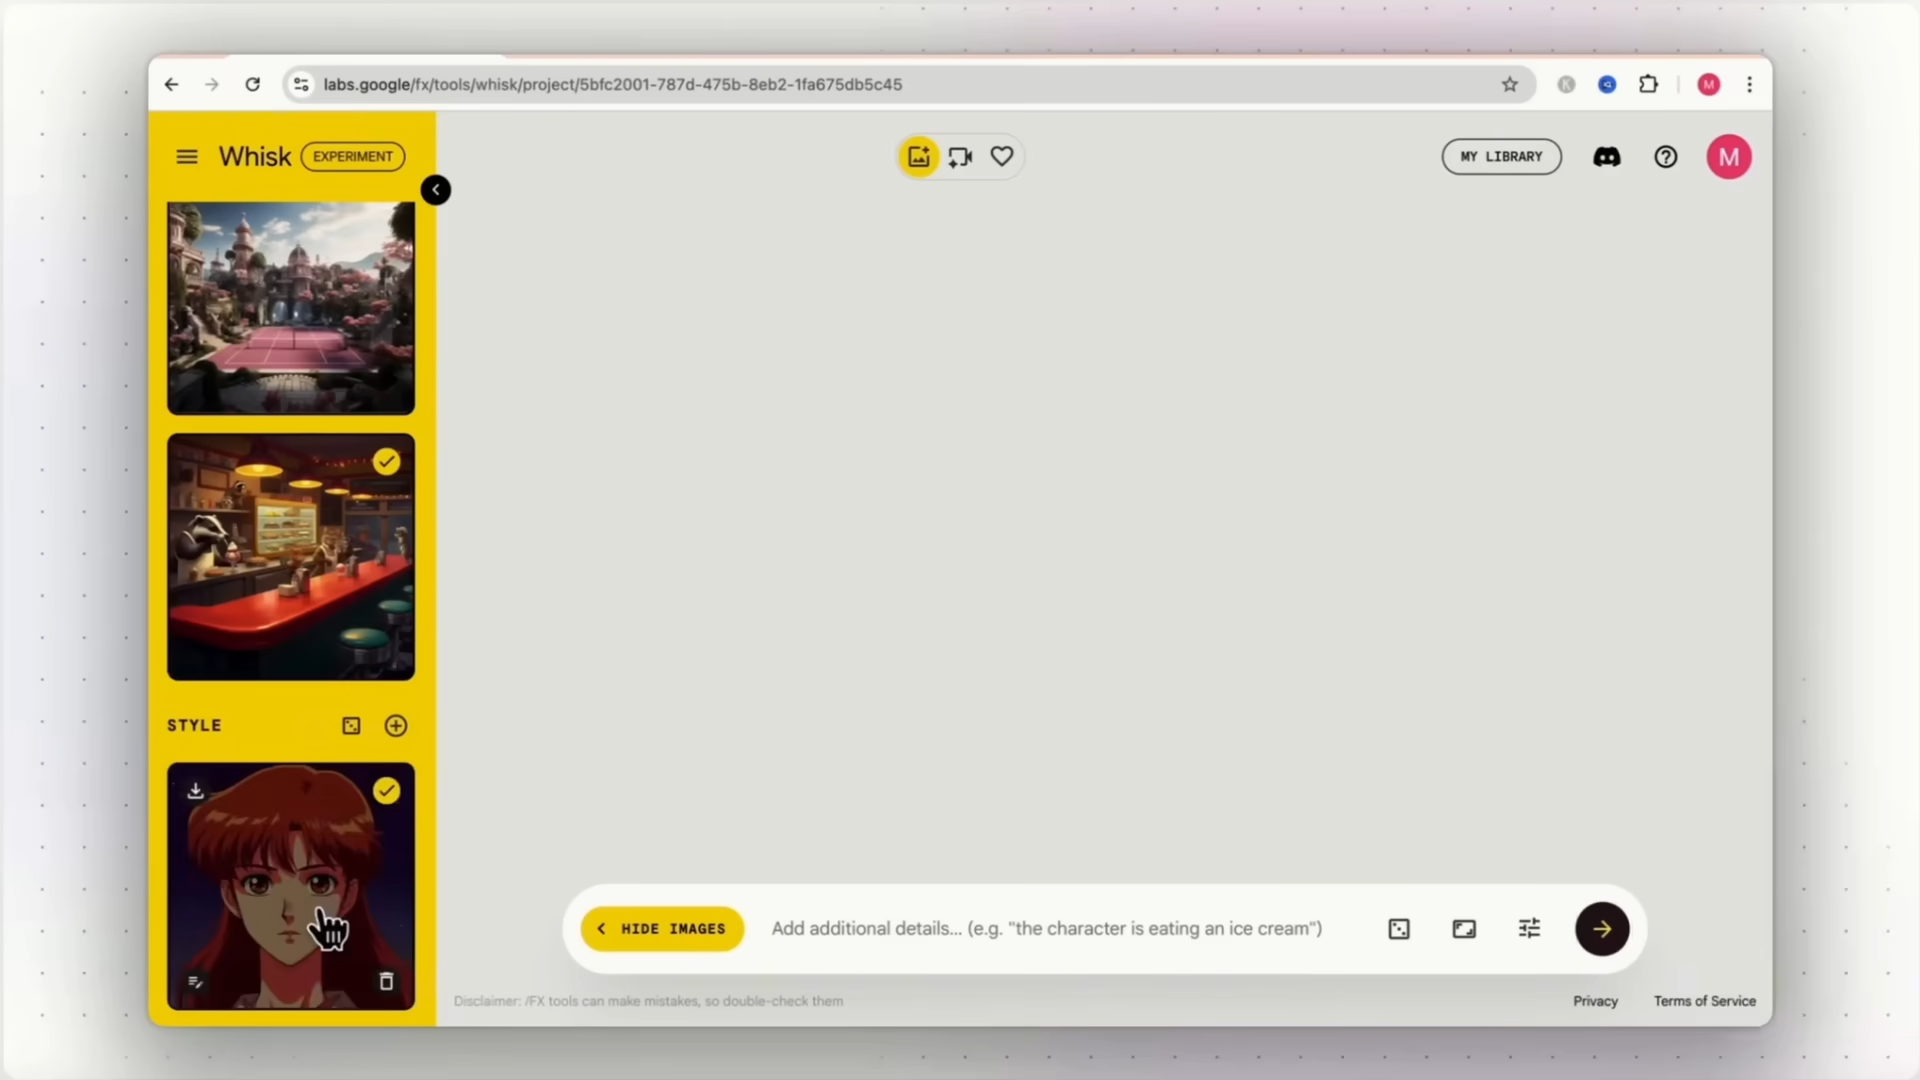 labs.google/fx/tools/whisk/project/5bfc2001-787d-475b-8eb2-1fa675db5c45
K
M
Whisk
EXPERIMENT
MY LIBRARY
M
STYLE
HIDE IMAGES
Add additional details... (e.g. "the character is eating an ice cream")
Disclaimer: /FX tools can make mistakes, so double-check them
Privacy
Terms of Service